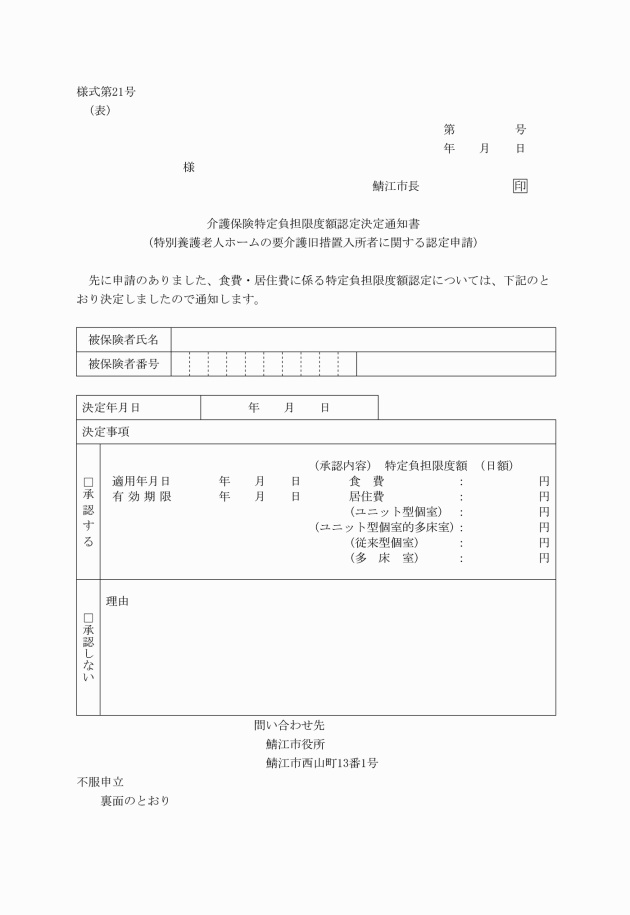 様式第21号
（表）
第　　　　　号
年　　月　　日
様
鯖江市長　　　　　　　　印
介護保険特定負担限度額認定決定通知書
（特別養護老人ホームの要介護旧措置入所者に関する認定申請）
先に申請のありました、食費・居住費に係る特定負担限度額認定については、下記のと
おり決定しましたので通知します。
被保険者氏名
被保険者番号
決定年月日　　　　　　　　　年　　月　　日
決定事項
□承認する
（承認内容）　特定負担限度額　（日額）
適用年月日　　　　年　　月　　日　　　　食　費　　　　　　：　　　　　　円
有効期限　　　　年　　月　　日　　　　居住費　　　　　　：　　　　　　円
（ユニット型個室）　：　　　　　　円
（ユニット型個室的多床室）：　　　　　　円
（従来型個室）　　　：　　　　　　円
（多　床　室）　　　：　　　　　　円
□承認しない
理由
問い合わせ先
鯖江市役所
鯖江市西山町13番1号
不服申立
裏面のとおり